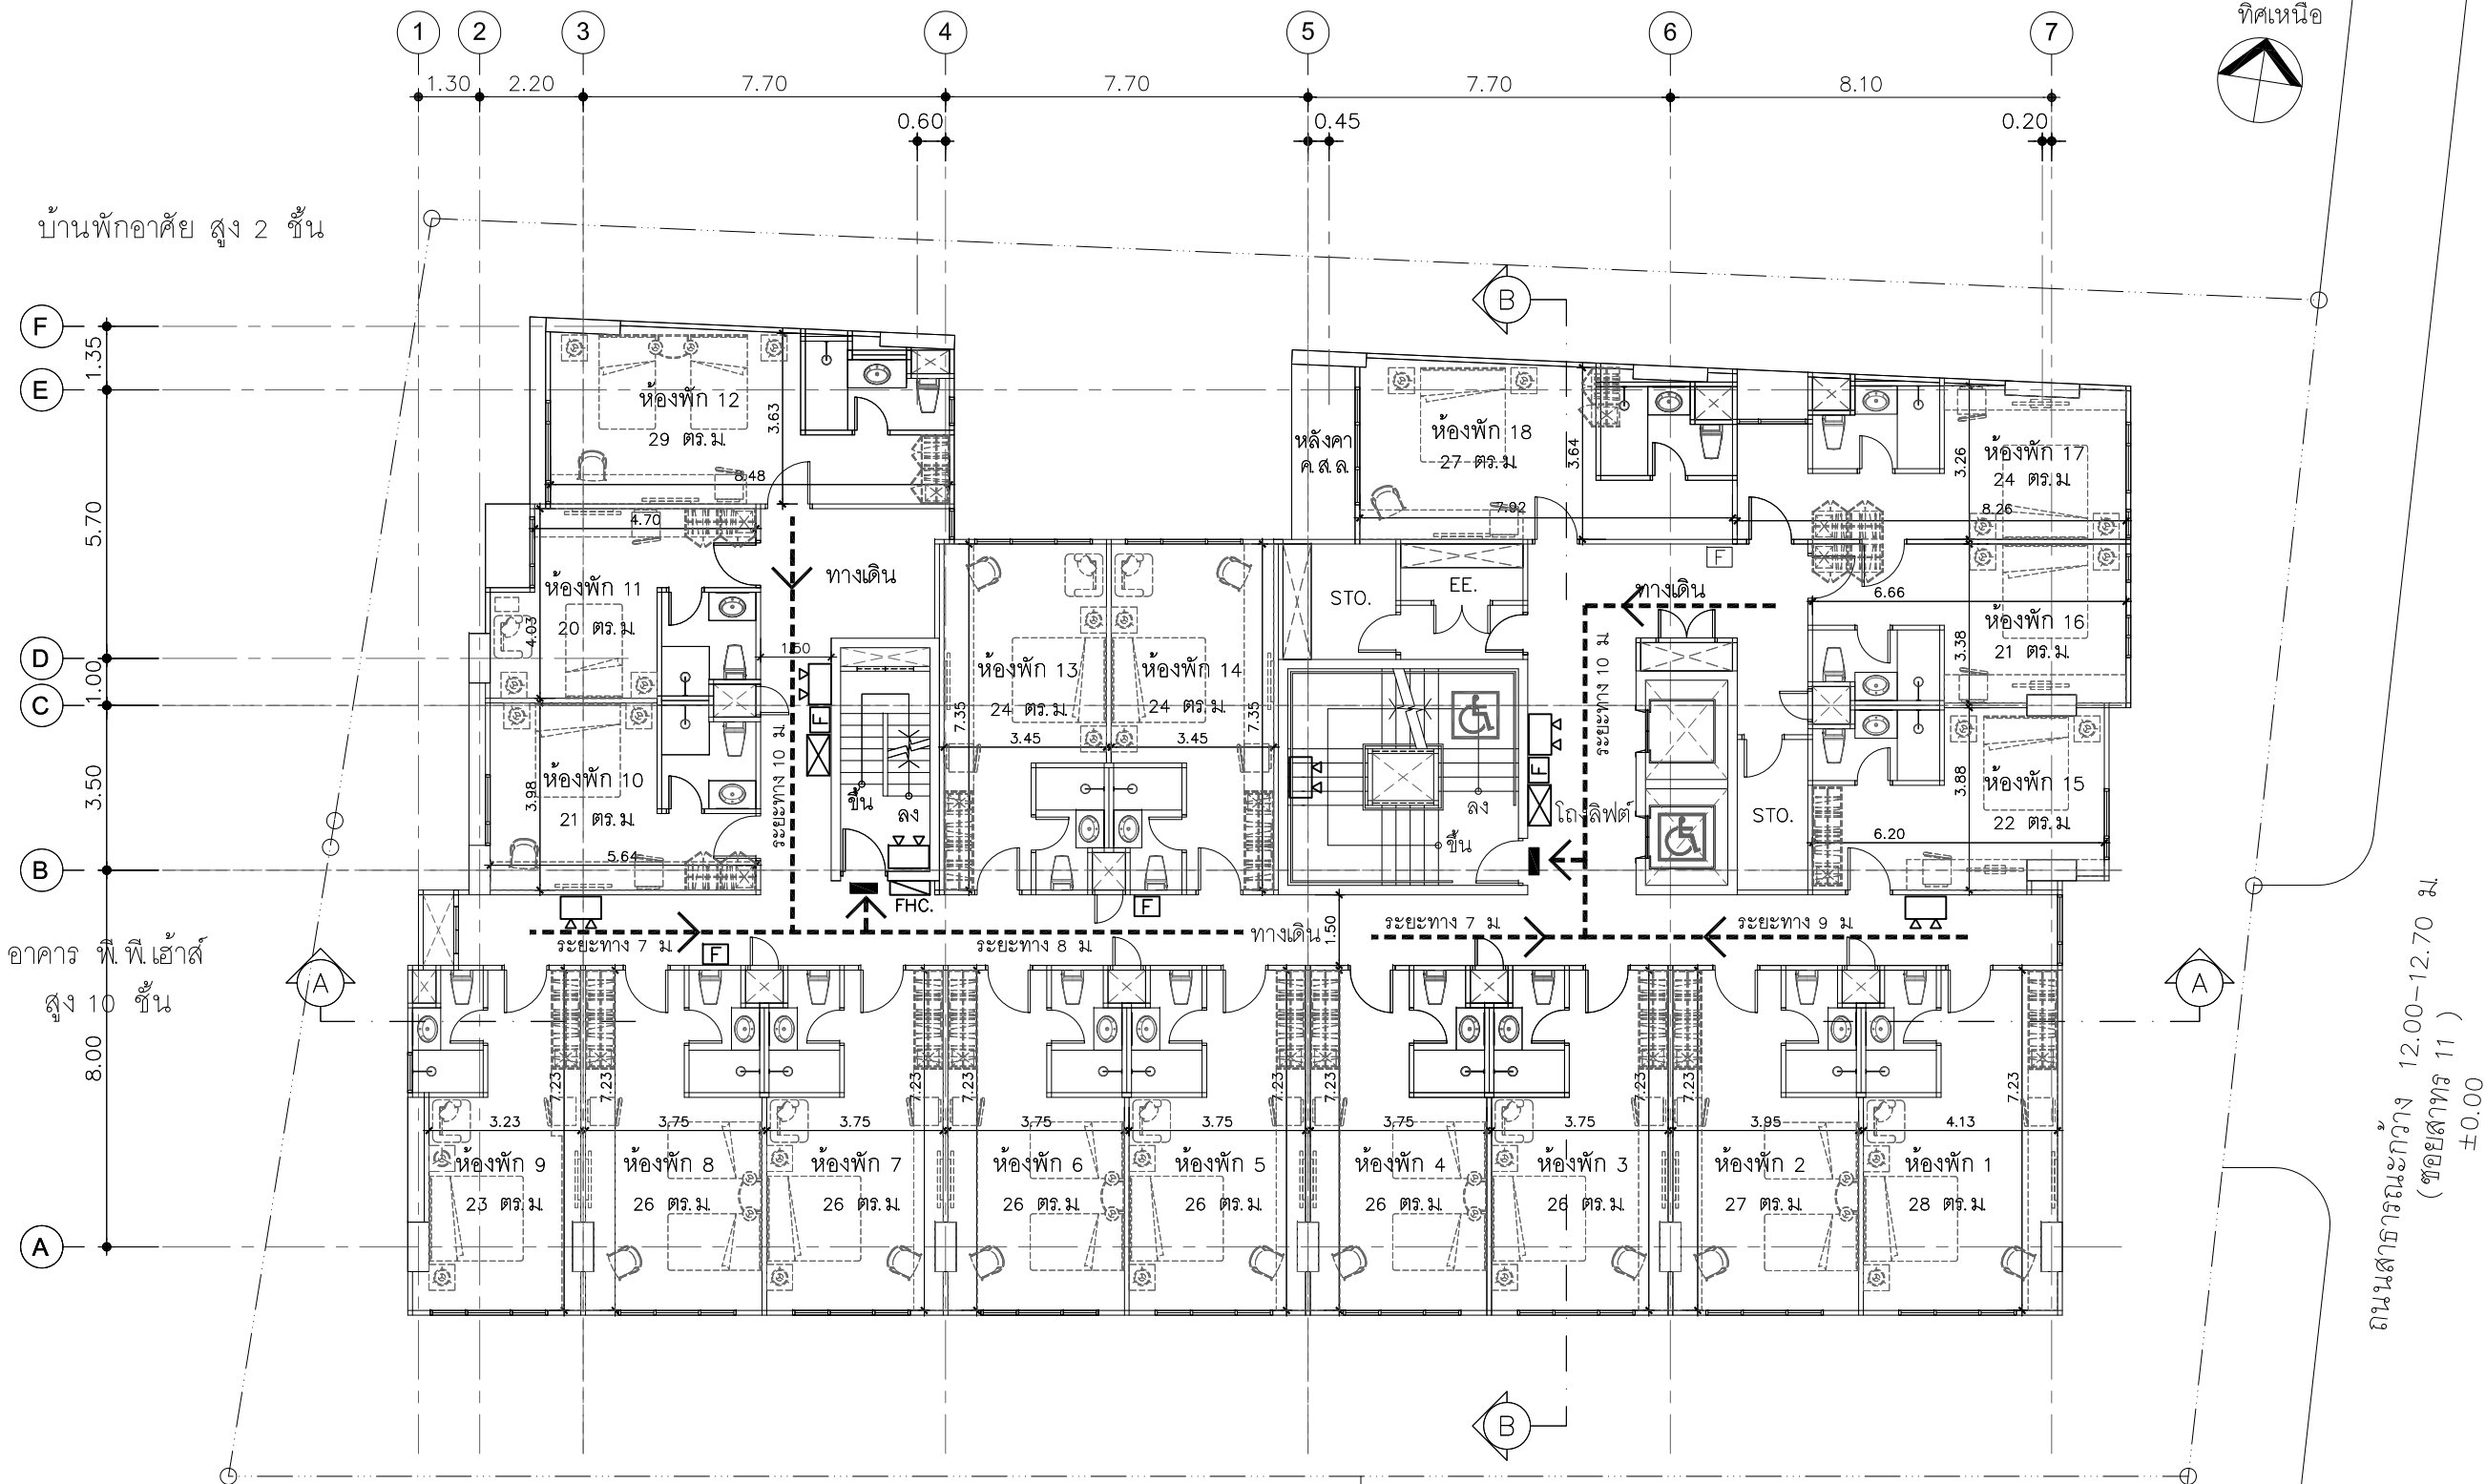 ทิศเหนือ
1 2 3 4 5 6 7
1.30 2.20 7.70 7.70 7.70 8.10
0.60 0.45 0.20
บ้านพักอาศัย สูง 2 ชั้น
B
F
1.35
E
5.70
D
1.00
C
3.50
B
8.00
A
ห้องพัก 12
29 ตร.ม.
3.63
8.48
หลังคา
ค.ส.ล.
ห้องพัก 18
27 ตร.ม.
3.64
7.92
ห้องพัก 17
24 ตร.ม.
3.26
8.26
F
4.70
ห้องพัก 11
20 ตร.ม.
4.03
ทางเดิน
1.50
STO.
EE.
ทางเดิน
6.66
ห้องพัก 16
21 ตร.ม.
3.38
ห้องพัก 13
24 ตร.ม.
7.35
3.45
ห้องพัก 14
24 ตร.ม.
7.35
3.45
ระยะทาง 10 ม.
F
ห้องพัก 10
21 ตร.ม.
3.98
5.64
ระยะทาง 10 ม.
F
ขึ้น
ลง
ลง
ขึ้น
โถงลิฟต์
STO.
ห้องพัก 15
22 ตร.ม.
3.88
6.20
FHC.
F
ระยะทาง 7 ม.
F
ระยะทาง 8 ม.
ทางเดิน
1.50
ระยะทาง 7 ม.
ระยะทาง 9 ม.
อาคาร พี.พี.เฮ้าส์
สูง 10 ชั้น
A A
7.23 7.23 7.23 7.23 7.23 7.23 7.23 7.23
3.23 3.75 3.75 3.75 3.75 3.75 3.75 3.95 4.13
ห้องพัก 9 ห้องพัก 8 ห้องพัก 7 ห้องพัก 6 ห้องพัก 5 ห้องพัก 4 ห้องพัก 3 ห้องพัก 2 ห้องพัก 1
23 ตร.ม. 26 ตร.ม. 26 ตร.ม. 26 ตร.ม. 26 ตร.ม. 26 ตร.ม. 26 ตร.ม. 27 ตร.ม. 28 ตร.ม.
B
ถนนสาธารณะกว้าง 12.00-12.70 ม.
(ซอยสาทร 11 )
±0.00